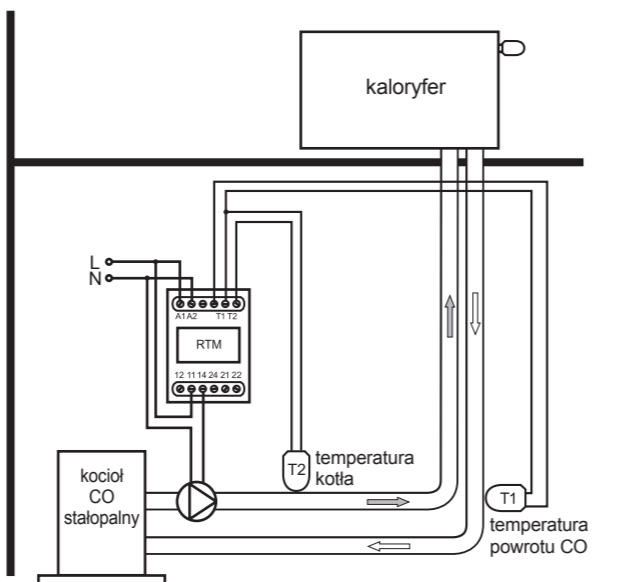 kaloryfer
L
N
A1 A2 T1 T2
RTM
12 11 14 24 21 22
T2
temperatura
kotła
kocioł
CO
stałopalny
T1
temperatura
powrotu CO